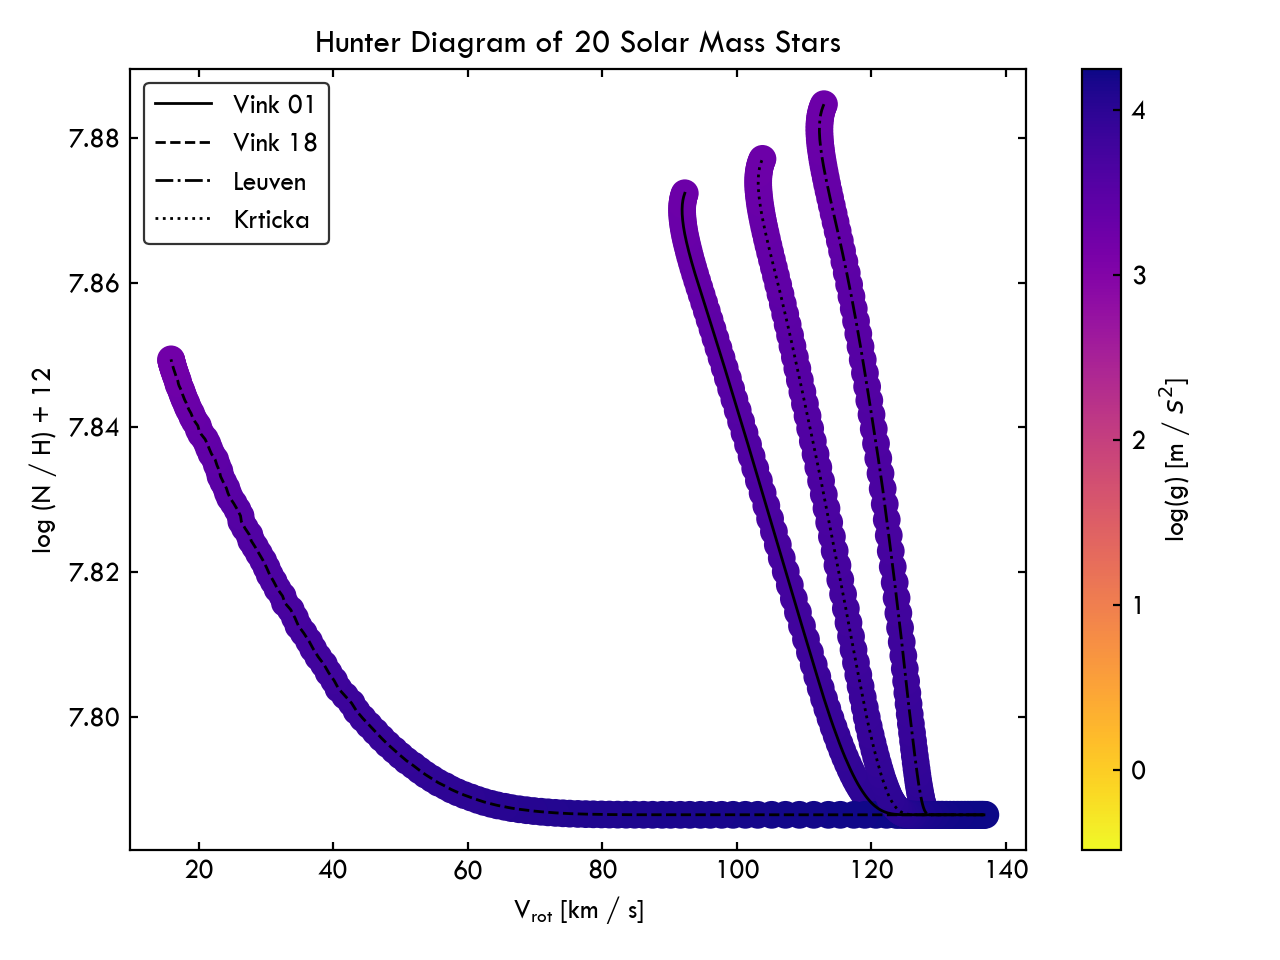 Hunter Diagram of 20 Solar Mass Stars
Vink 01
Vink 18
Leuven
Krticka
7.88
7.86
7.84
7.82
7.80
log (N / H) + 12
20
40
60
80
100
120
140
V_rot [km / s]
4
3
2
1
0
log(g) [m / s²]